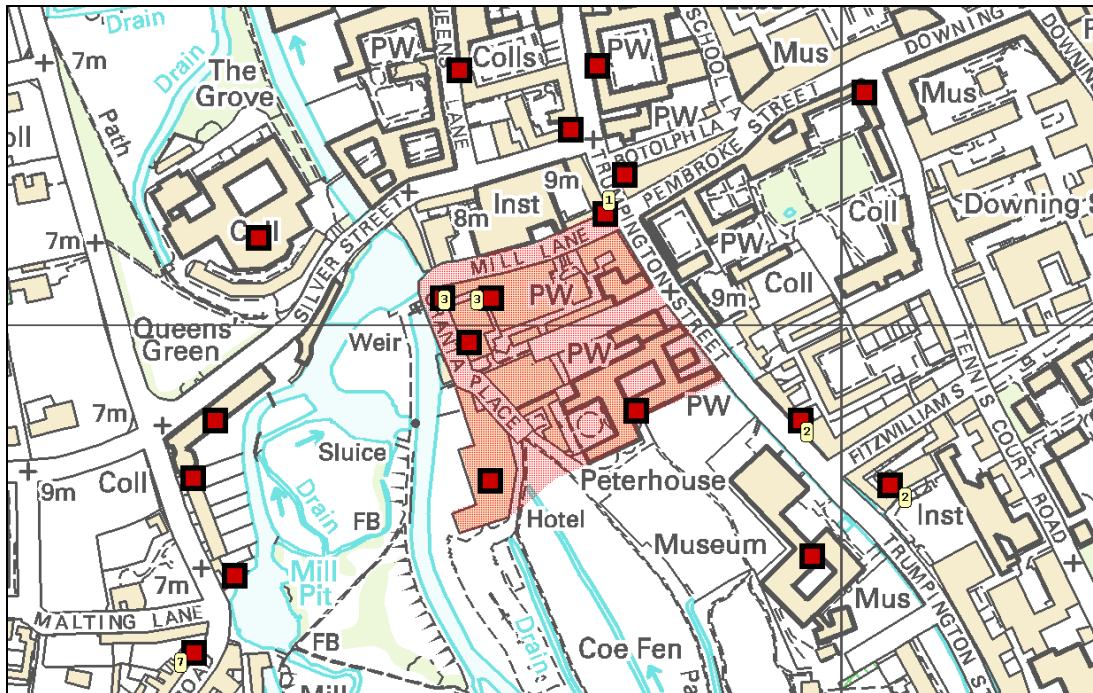 Drain
7m
Drain
The
Grove
Path
Coll
PW
QUEENS
LANE
Colls
PW
SCHOOL LA
Mus
DOWNING
Mus
PW
BOTOLPH LA
PEMBROKE STREET
9m
TRUMPINGTON STREET
1
Inst
8m
MILL LANE
SILVER STREET
7m
Queens'
Green
Weir
3
3
PW
PW
PW
Coll
9m
Coll
Downing S
PW
7m
Coll
9m
Sluice
Drain
FB
Peterhouse
Hotel
2
FITZWILLIAM S
TENNIS
COURT ROAD
2
Inst
Museum
Mus
TRUMPINGTON S
7m
MALTING LANE
Mill
Pit
FB
7
Mill
Drain
Coe Fen